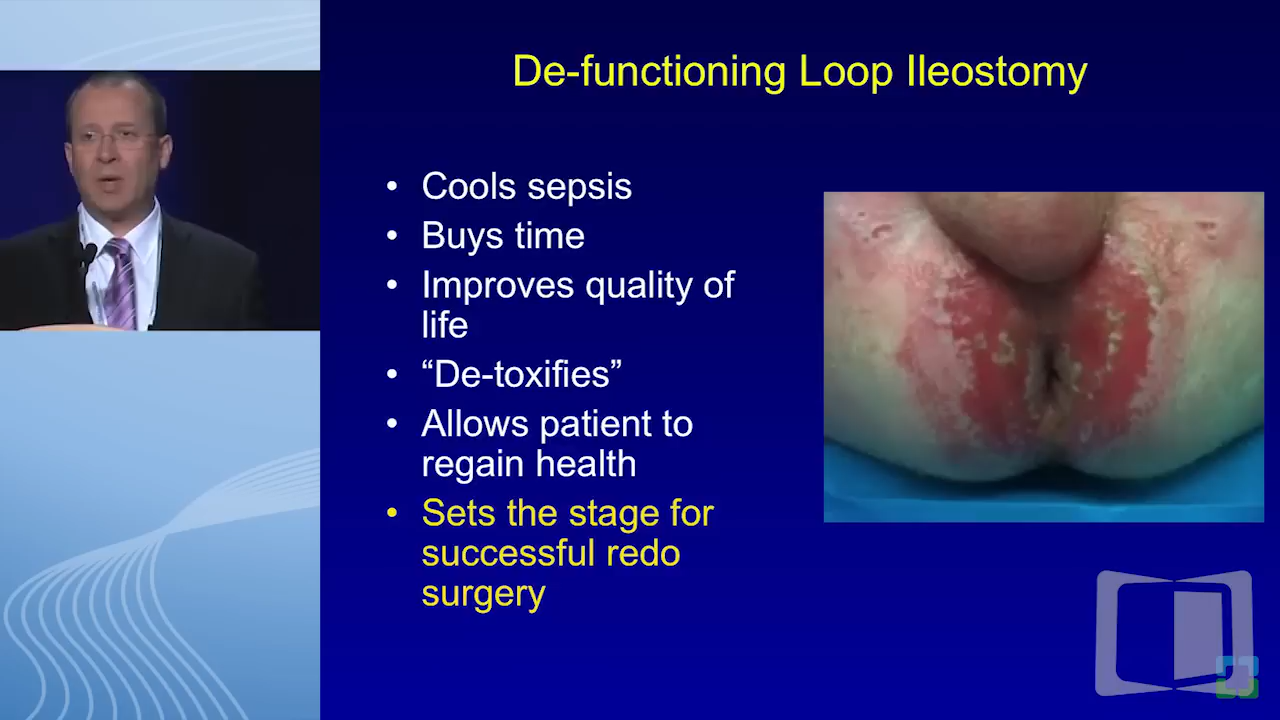 De-functioning Loop Ileostomy
• Cools sepsis
• Buys time
• Improves quality of
life
• “De-toxifies”
• Allows patient to
regain health
• Sets the stage for
successful redo
surgery